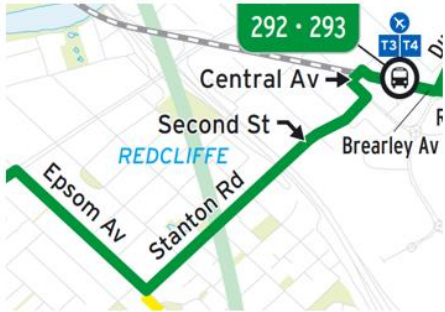 292 • 293
T3 T4
Central Av
Second St
Brearley Av
REDCLIFFE
Epsom Av
Stanton Rd